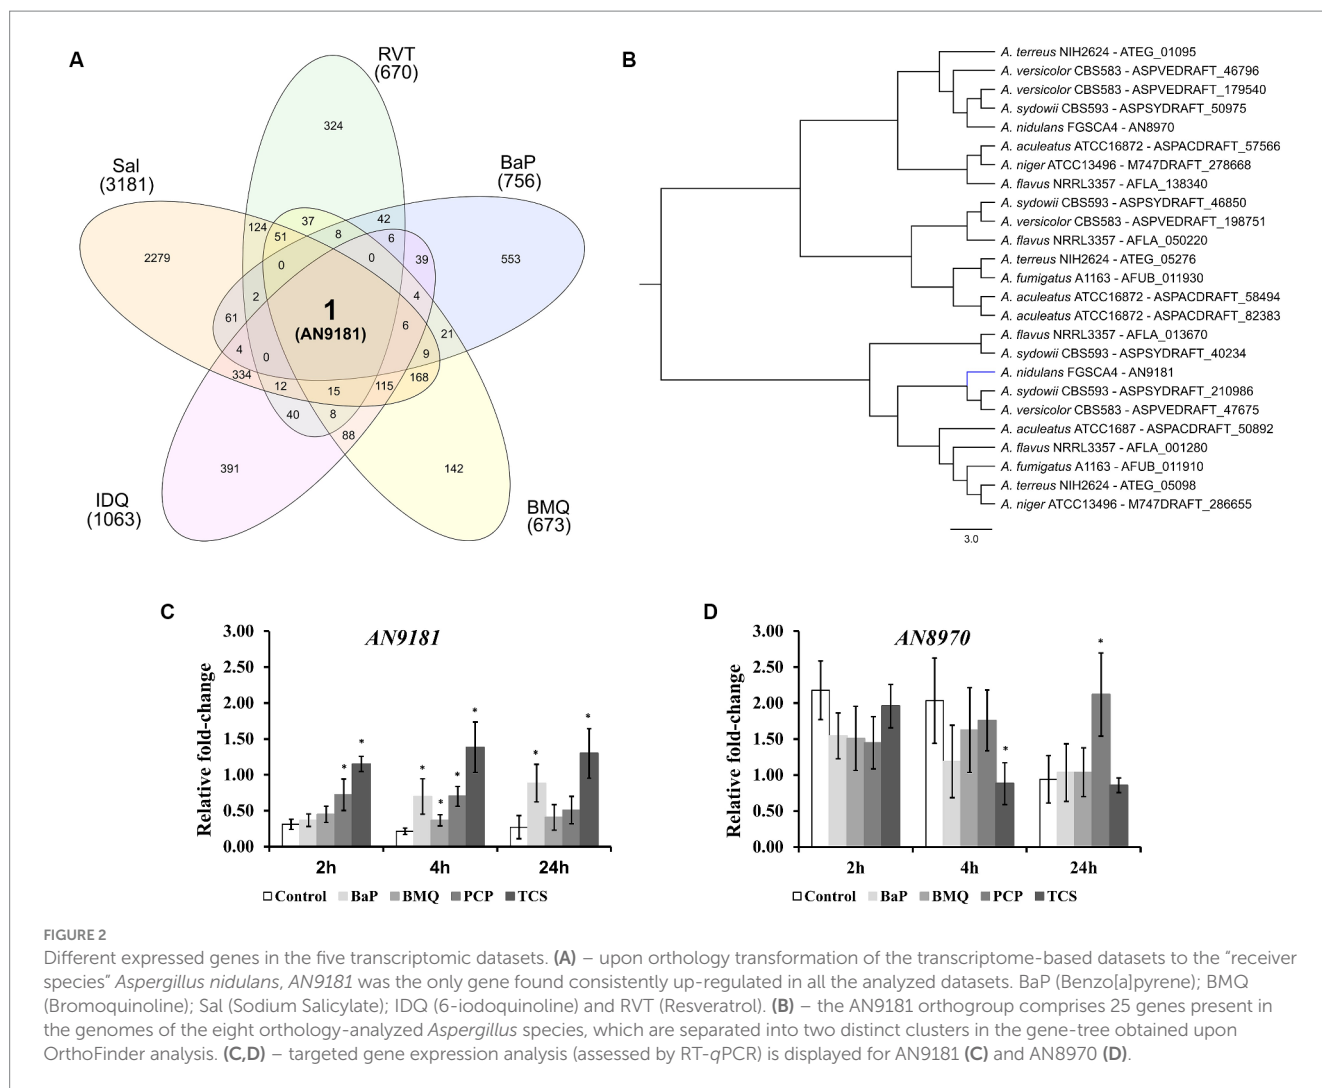 A
RVT
(670)
324
Sal
(3181)
BaP
(756)
124
37
42
51
8
6
2279
0
0
39
553
2
4
1
(AN9181)
61
6
21
4
0
9
334
12
15
115
168
40
8
88
391
142
IDQ
(1063)
BMQ
(673)
B
A. terreus NIH2624 - ATEG_01095
A. versicolor CBS583 - ASPVEDRAFT_46796
A. versicolor CBS583 - ASPVEDRAFT_179540
A. sydowii CBS593 - ASPSYDRAFT_50975
A. nidulans FGSCA4 - AN8970
A. aculeatus ATCC16872 - ASPACDRAFT_57566
A. niger ATCC13496 - M747DRAFT_278668
A. flavus NRRL3357 - AFLA_138340
A. sydowii CBS593 - ASPSYDRAFT_46850
A. versicolor CBS583 - ASPVEDRAFT_198751
A. flavus NRRL3357 - AFLA_050220
A. terreus NIH2624 - ATEG_05276
A. fumigatus A1163 - AFUB_011930
A. aculeatus ATCC16872 - ASPACDRAFT_58494
A. aculeatus ATCC16872 - ASPACDRAFT_82383
A. flavus NRRL3357 - AFLA_013670
A. sydowii CBS593 - ASPSYDRAFT_40234
A. nidulans FGSCA4 - AN9181
A. sydowii CBS593 - ASPSYDRAFT_210986
A. versicolor CBS583 - ASPVEDRAFT_47675
A. aculeatus ATCC1687 - ASPACDRAFT_50892
A. flavus NRRL3357 - AFLA_001280
A. fumigatus A1163 - AFUB_011910
A. terreus NIH2624 - ATEG_05098
A. niger ATCC13496 - M747DRAFT_286655
3.0
C
AN9181
Relative fold-change
3.00
2.50
2.00
1.50
1.00
0.50
0.00
* * * * * * * *
2h 4h 24h
Control BaP BMQ PCP TCS
D
AN8970
Relative fold-change
3.00
2.50
2.00
1.50
1.00
0.50
0.00
* *
2h 4h 24h
Control BaP BMQ PCP TCS
FIGURE 2
Different expressed genes in the five transcriptomic datasets. (A) – upon orthology transformation of the transcriptome-based datasets to the "receiver
species" Aspergillus nidulans, AN9181 was the only gene found consistently up-regulated in all the analyzed datasets. BaP (Benzo[a]pyrene); BMQ
(Bromoquinoline); Sal (Sodium Salicylate); IDQ (6-iodoquinoline) and RVT (Resveratrol). (B) – the AN9181 orthogroup comprises 25 genes present in
the genomes of the eight orthology-analyzed Aspergillus species, which are separated into two distinct clusters in the gene-tree obtained upon
OrthoFinder analysis. (C,D) – targeted gene expression analysis (assessed by RT-qPCR) is displayed for AN9181 (C) and AN8970 (D).